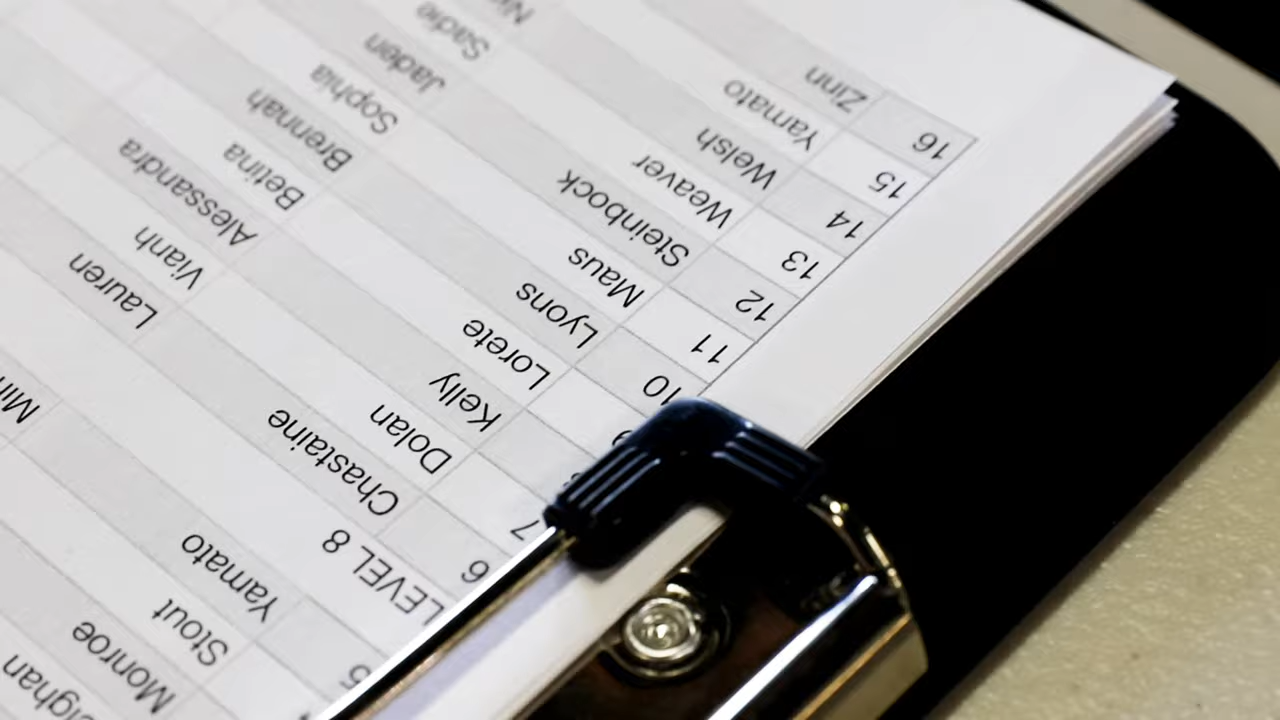 Monroe
Stout
5 Yamato
LEVEL 8
6 Chastaine Lauren
7 Dolan Vianh
Kelly Alessandra
Lorete Betina
10 Lyons Brennah
11 Maus Sophia
12 Steinbock Jaden
13 Weaver Sadie
14 Welsh
15 Yamato
16 Zinn